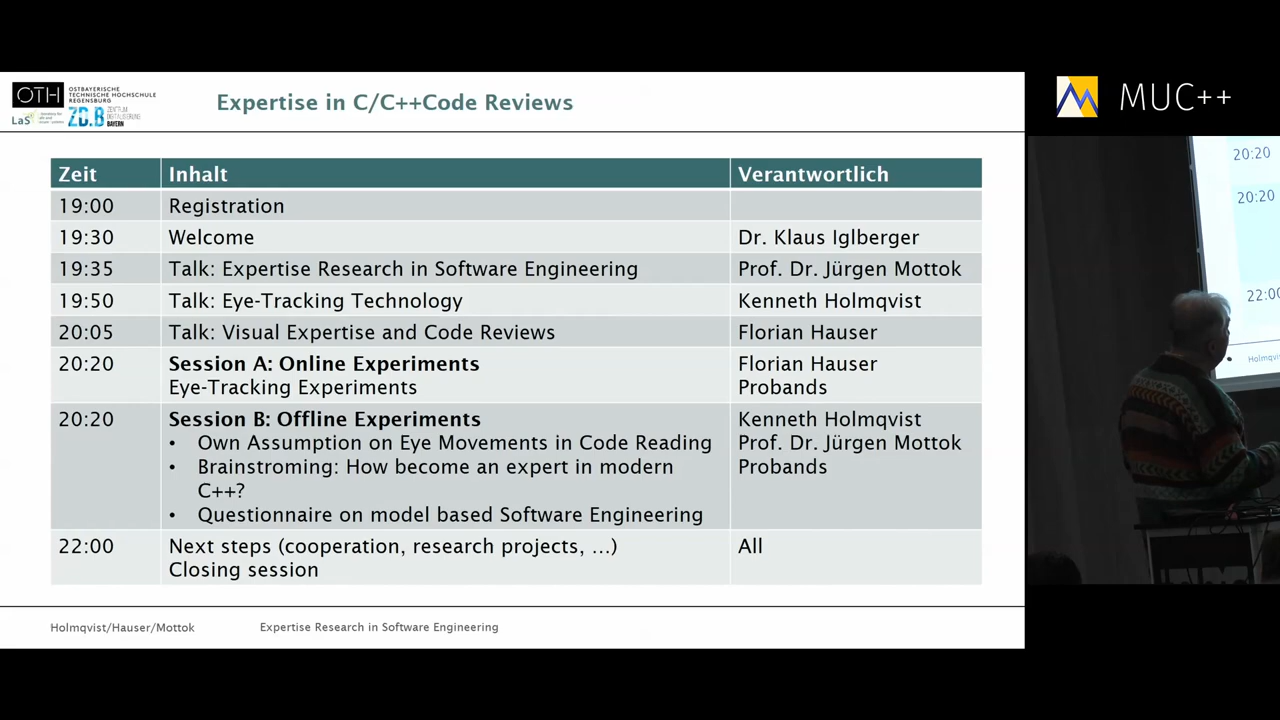 OTH
OSTBAYERISCHE
TECHNISCHE HOCHSCHULE
REGENSBURG
LaS³
ZD.B
ZENTRUM
DIGITALISIERUNG
BAYERN
Expertise in C/C++Code Reviews
MUC++
Zeit Inhalt Verantwortlich
19:00 Registration
19:30 Welcome Dr. Klaus Iglberger
19:35 Talk: Expertise Research in Software Engineering Prof. Dr. Jürgen Mottok
19:50 Talk: Eye-Tracking Technology Kenneth Holmqvist
20:05 Talk: Visual Expertise and Code Reviews Florian Hauser
20:20 Session A: Online Experiments Florian Hauser
Eye-Tracking Experiments Probands
20:20 Session B: Offline Experiments Kenneth Holmqvist
• Own Assumption on Eye Movements in Code Reading Prof. Dr. Jürgen Mottok
• Brainstroming: How become an expert in modern Probands
C++?
• Questionnaire on model based Software Engineering
22:00 Next steps (cooperation, research projects, ...) All
Closing session
Holmqvist/Hauser/Mottok Expertise Research in Software Engineering
20:20
20:20
22:00